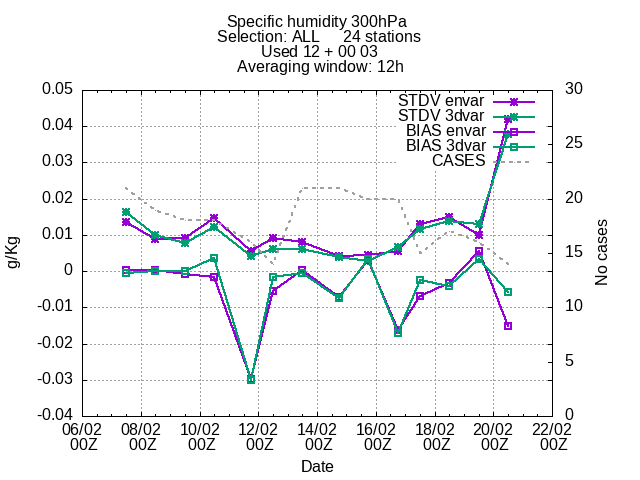 Specific humidity 300hPa
Selection: ALL 24 stations
Used 12 + 00 03
Averaging window: 12h
STDV envar
STDV 3dvar
BIAS envar
BIAS 3dvar
CASES
g/Kg
0.05
0.04
0.03
0.02
0.01
0
-0.01
-0.02
-0.03
-0.04
No cases
30
25
20
15
10
5
0
06/02 08/02 10/02 12/02 14/02 16/02 18/02 20/02 22/02
00Z 00Z 00Z 00Z 00Z 00Z 00Z 00Z 00Z
Date